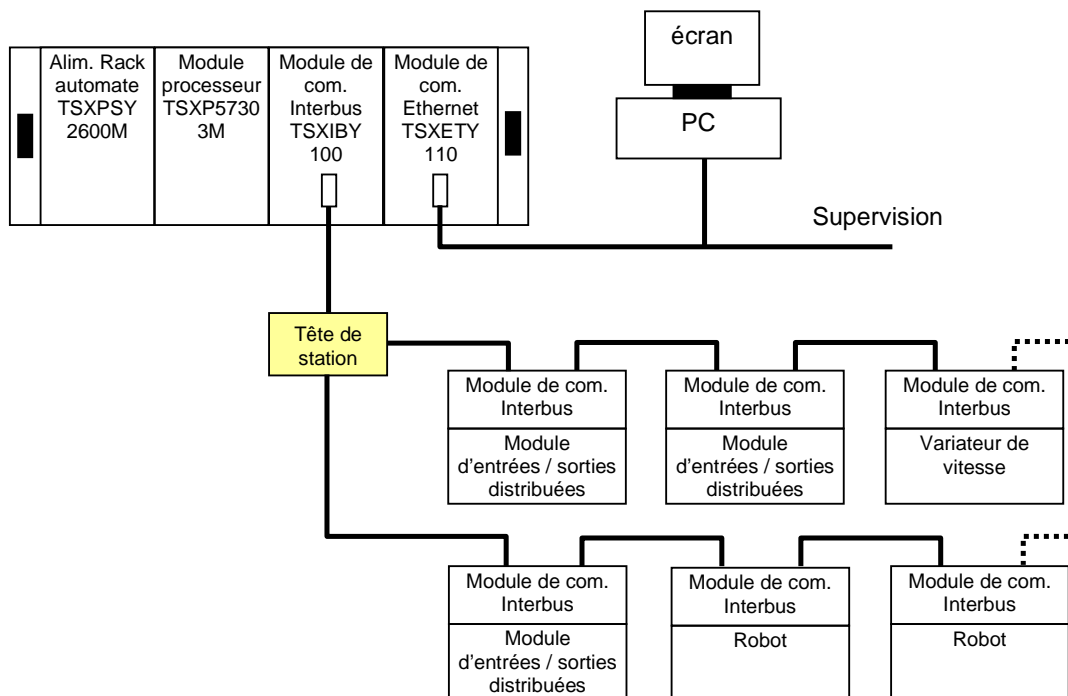 Alim. Rack
automate
TSXPSY
2600M
Module
processeur
TSXP5730
3M
Module de
com.
Interbus
TSXIBY
100
Module de
com.
Ethernet
TSXETY
110
écran
PC
Supervision
Tête de
station
Module de com.
Interbus
Module
d'entrées / sorties
distribuées
Module de com.
Interbus
Module
d'entrées / sorties
distribuées
Module de com.
Interbus
Variateur de
vitesse
Module de com.
Interbus
Module
d'entrées / sorties
distribuées
Module de com.
Interbus
Robot
Module de com.
Interbus
Robot